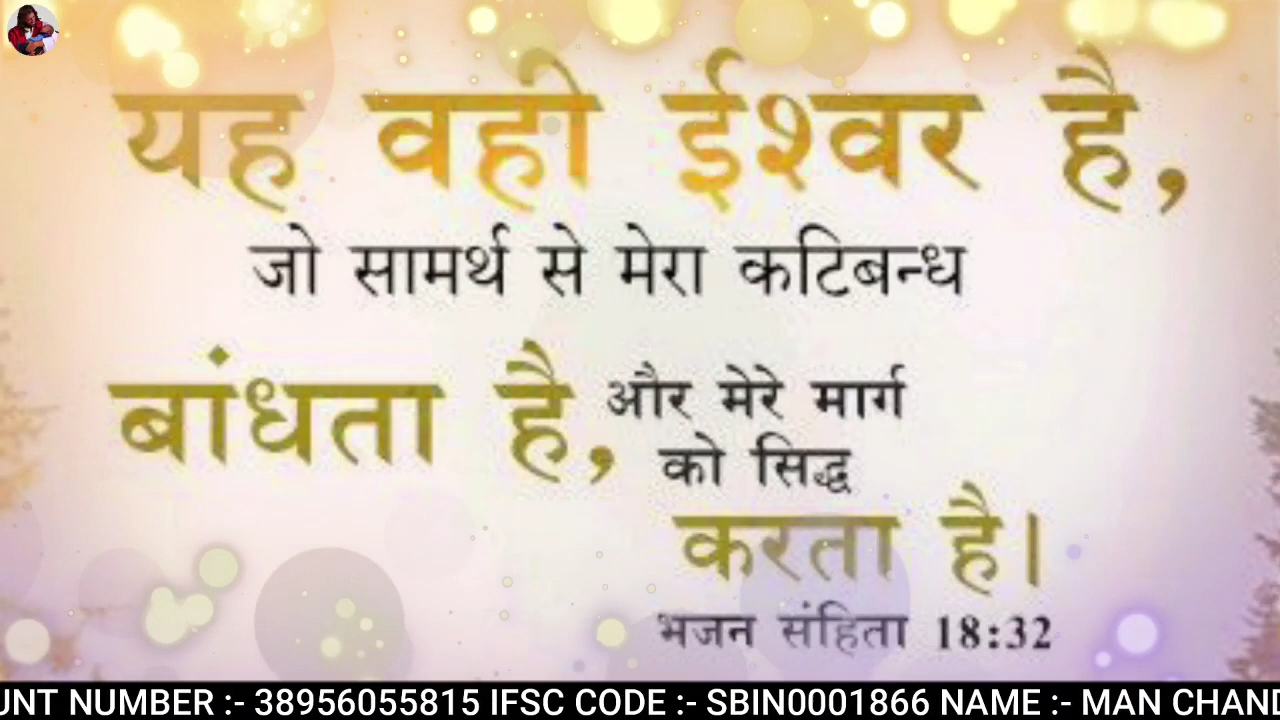 यह वही ईश्वर है,
जो सामर्थ से मेरा कटिबन्ध
बांधता है,
और मेरे मार्ग
को सिद्ध
करता है।
भजन संहिता 18:32
UNT NUMBER :- 38956055815 IFSC CODE :- SBIN0001866 NAME :- MAN CHAND